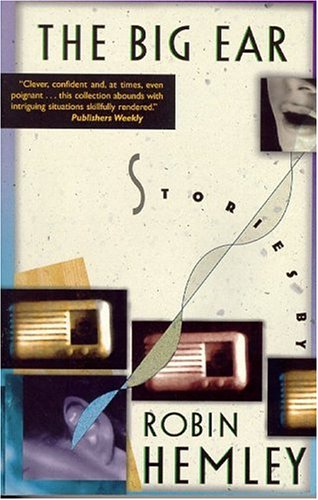 THE BIG EAR
"Clever, confident and, at times, even
poignant . . . this collection abounds with
intriguing situations skillfully rendered."
Publishers Weekly
STORIES BY
ROBIN
HEMLEY